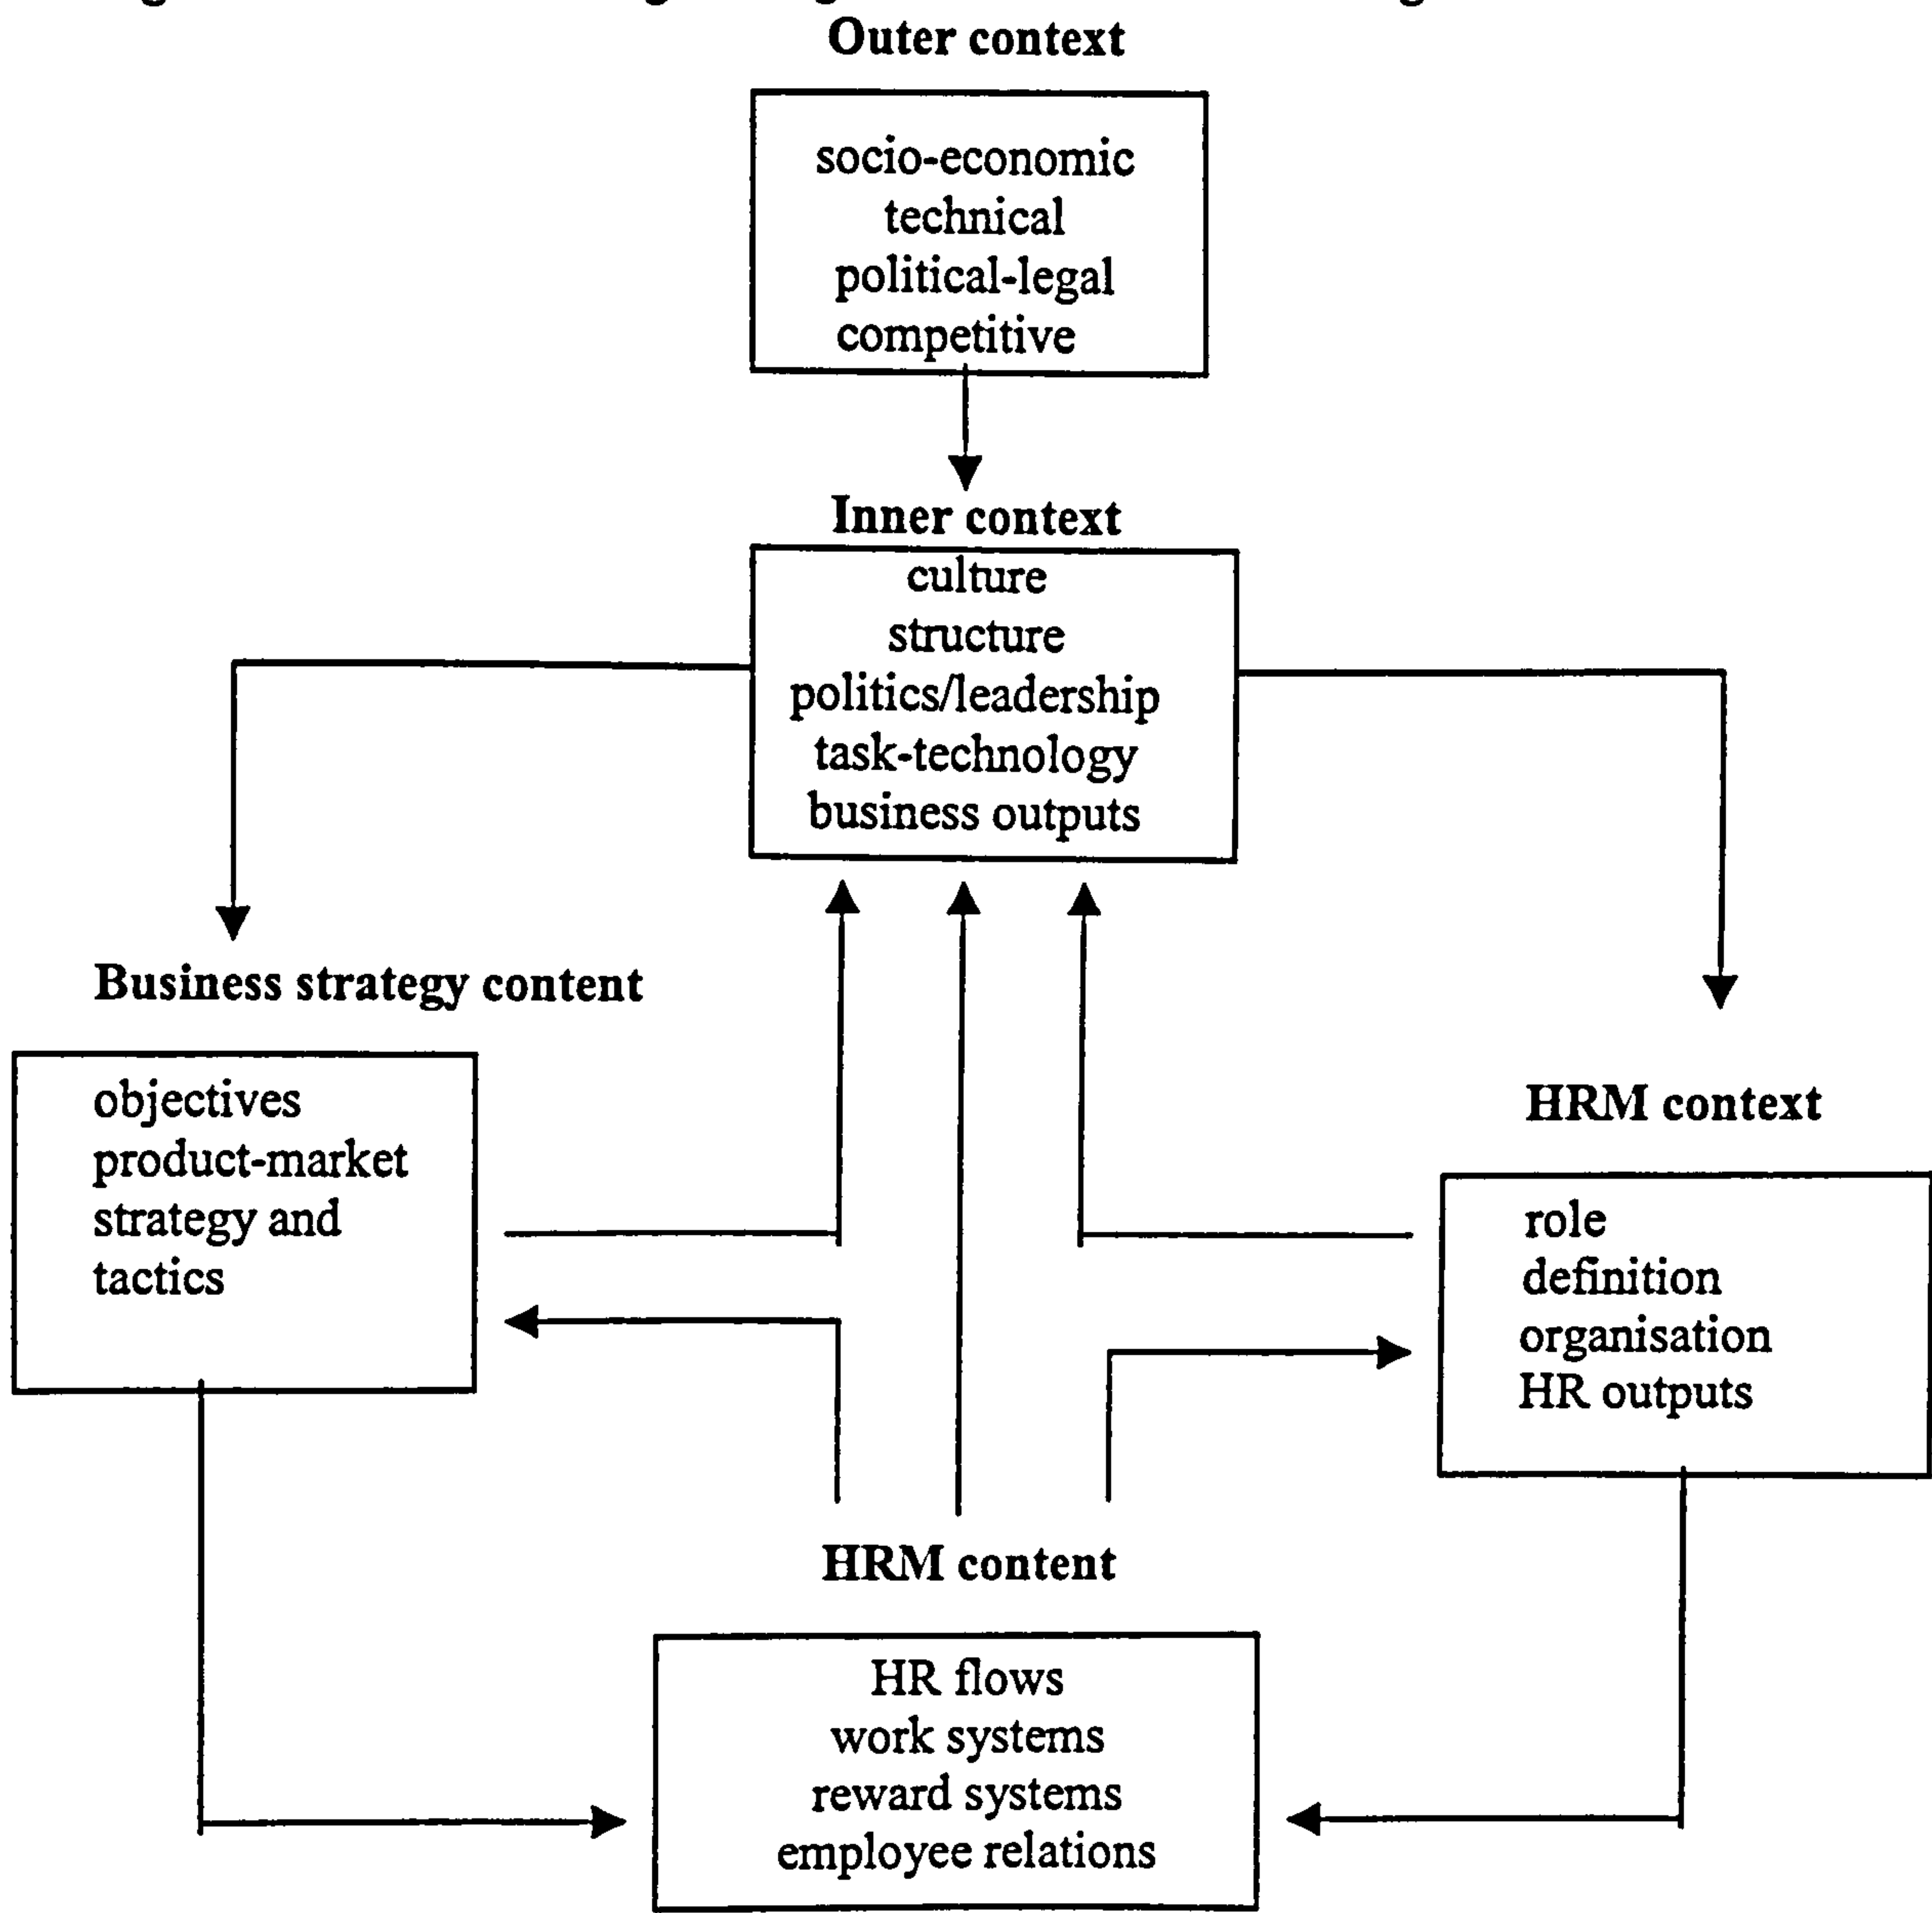 Outer context
socio-economic
technical
political-legal
competitive
Inner context
culture
structure
politics/leadership
task-technology
business outputs
Business strategy content
objectives
product-market
strategy and
tactics
HRM context
role
definition
organisation
HR outputs
HRM content
HR flows
work systems
reward systems
employee relations